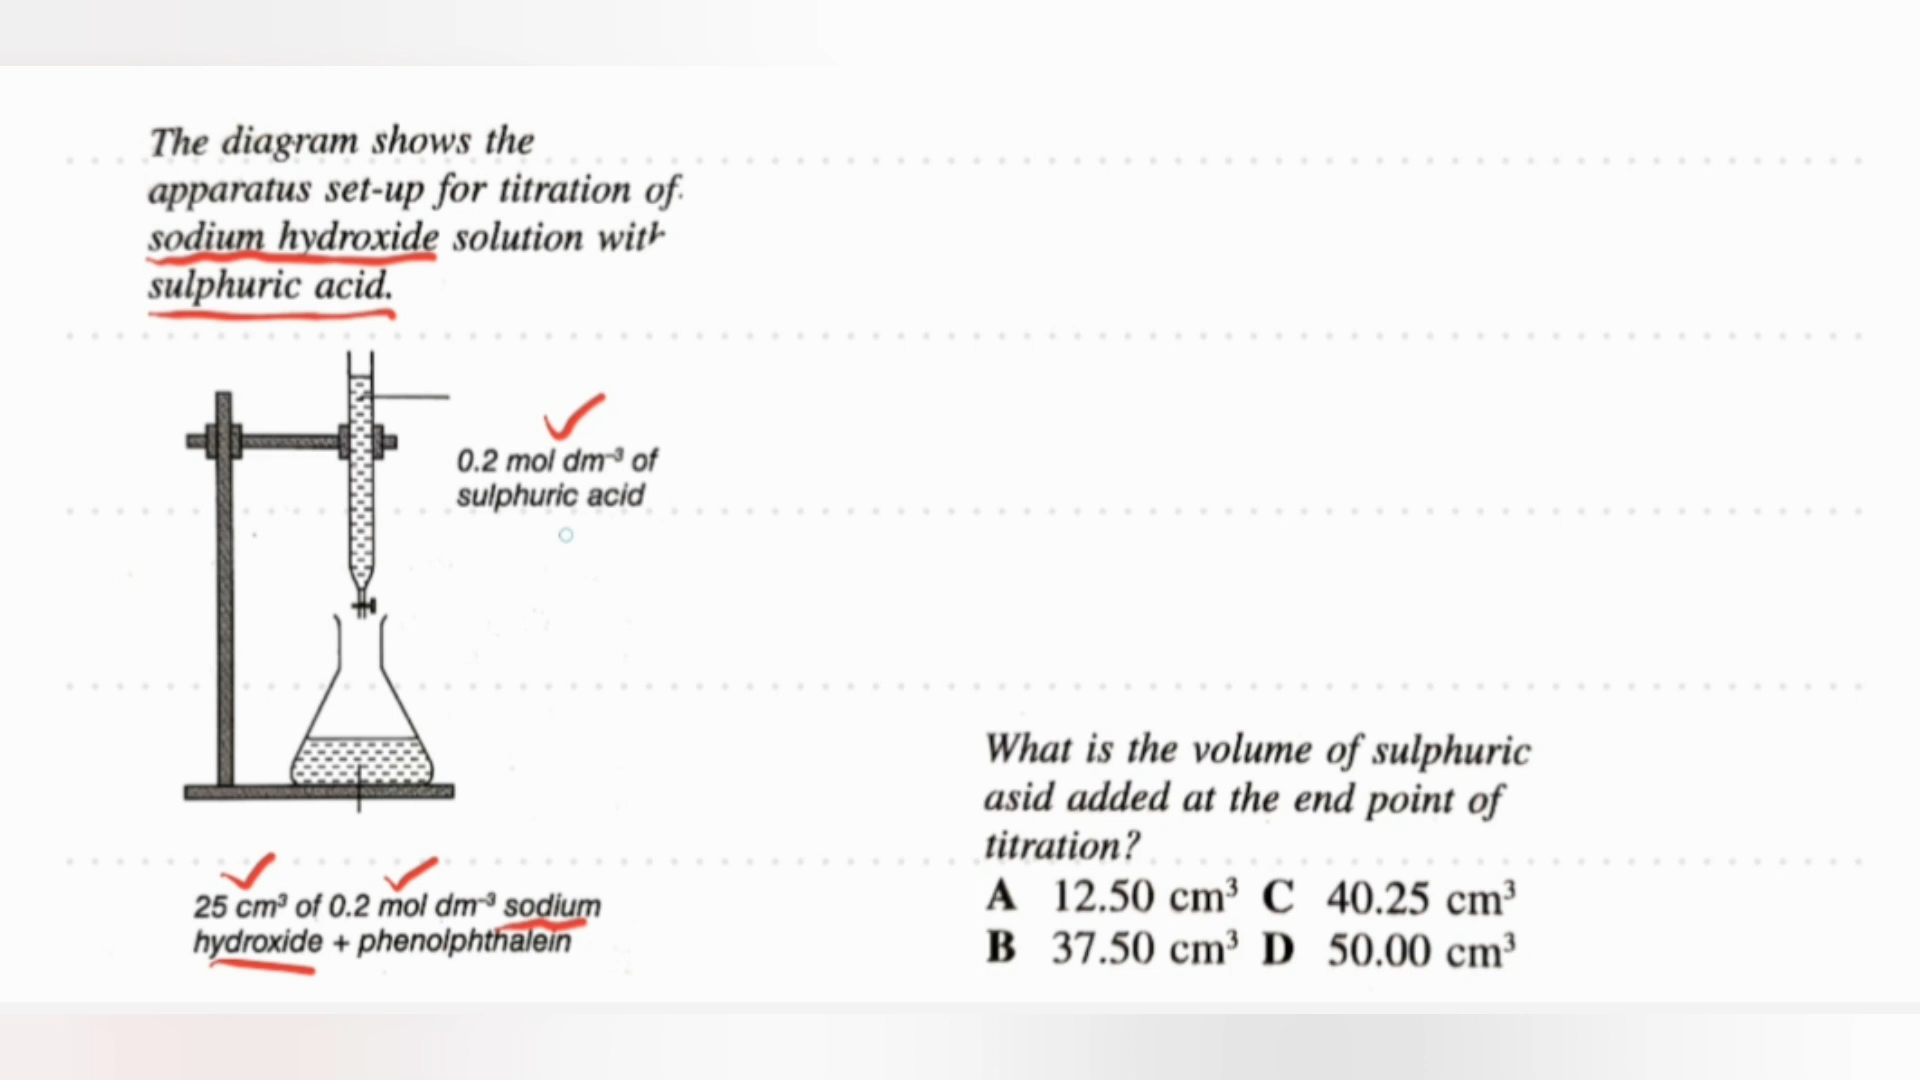 The diagram shows the
apparatus set-up for titration of
sodium hydroxide solution with
sulphuric acid.
0.2 mol dm⁻³ of
sulphuric acid
25 cm³ of 0.2 mol dm⁻³ sodium
hydroxide + phenolphthalein
What is the volume of sulphuric
asid added at the end point of
titration?
A 12.50 cm³ C 40.25 cm³
B 37.50 cm³ D 50.00 cm³